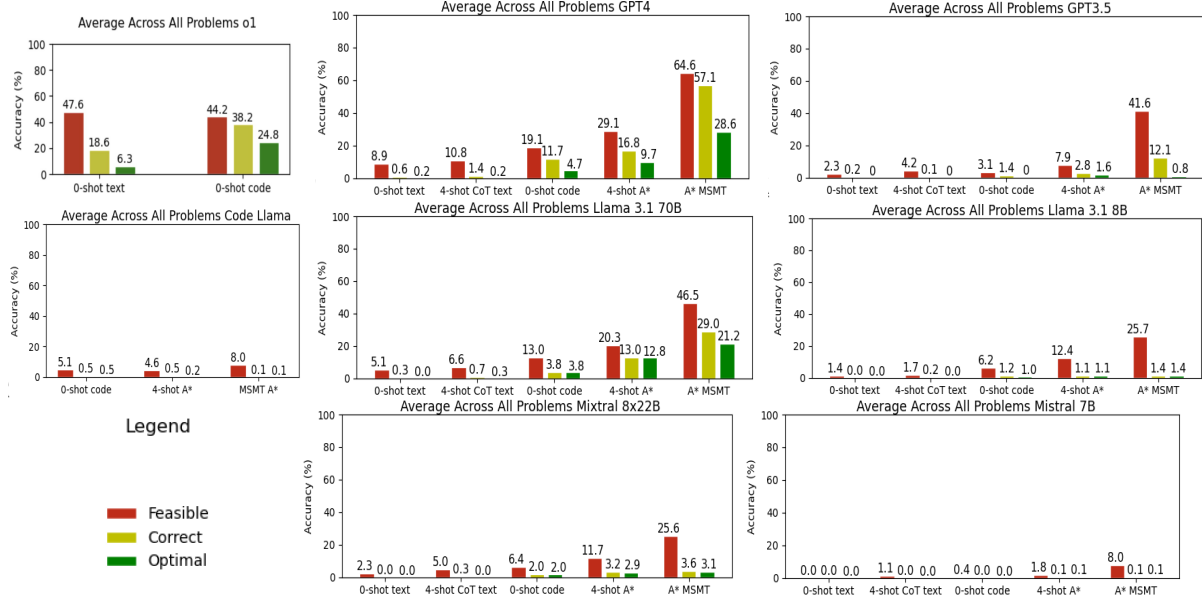 Average Across All Problems o1
Accuracy (%)
100
80
60
40
20
0
47.6
18.6
6.3
44.2
38.2
24.8
0-shot text
0-shot code
Average Across All Problems GPT4
Accuracy (%)
100
80
60
40
20
0
8.9 0.6 0.2
10.8 1.4 0.2
19.1 11.7 4.7
29.1 16.8 9.7
64.6 57.1 28.6
0-shot text
4-shot CoT text
0-shot code
4-shot A*
A* MSMT
Average Across All Problems GPT3.5
Accuracy (%)
100
80
60
40
20
0
2.3 0.2 0
4.2 0.1 0
3.1 1.4 0
7.9 2.8 1.6
41.6 12.1 0.8
0-shot text
4-shot CoT text
0-shot code
4-shot A*
A* MSMT
Average Across All Problems Code Llama
Accuracy (%)
100
80
60
40
20
0
5.1 0.5 0.5
4.6 0.5 0.2
8.0 0.1 0.1
0-shot code
4-shot A*
MSMT A*
Average Across All Problems Llama 3.1 70B
Accuracy (%)
100
80
60
40
20
0
5.1 0.3 0.0
6.6 0.7 0.3
13.0 3.8 3.8
20.3 13.0 12.8
46.5 29.0 21.2
0-shot text
4-shot CoT text
0-shot code
4-shot A*
A* MSMT
Average Across All Problems Llama 3.1 8B
Accuracy (%)
100
80
60
40
20
0
1.4 0.0 0.0
1.7 0.2 0.0
6.2 1.2 1.0
12.4 1.1 1.1
25.7 1.4 1.4
0-shot text
4-shot CoT text
0-shot code
4-shot A*
A* MSMT
Legend
Feasible
Correct
Optimal
Average Across All Problems Mixtral 8x22B
Accuracy (%)
100
80
60
40
20
0
2.3 0.0 0.0
5.0 0.3 0.0
6.4 2.0 2.0
11.7 3.2 2.9
25.6 3.6 3.1
0-shot text
4-shot CoT text
0-shot code
4-shot A*
A* MSMT
Average Across All Problems Mistral 7B
Accuracy (%)
100
80
60
40
20
0
0.0 0.0 0.0
1.1 0.0 0.0
0.4 0.0 0.0
1.8 0.1 0.1
8.0 0.1 0.1
0-shot text
4-shot CoT text
0-shot code
4-shot A*
A* MSMT